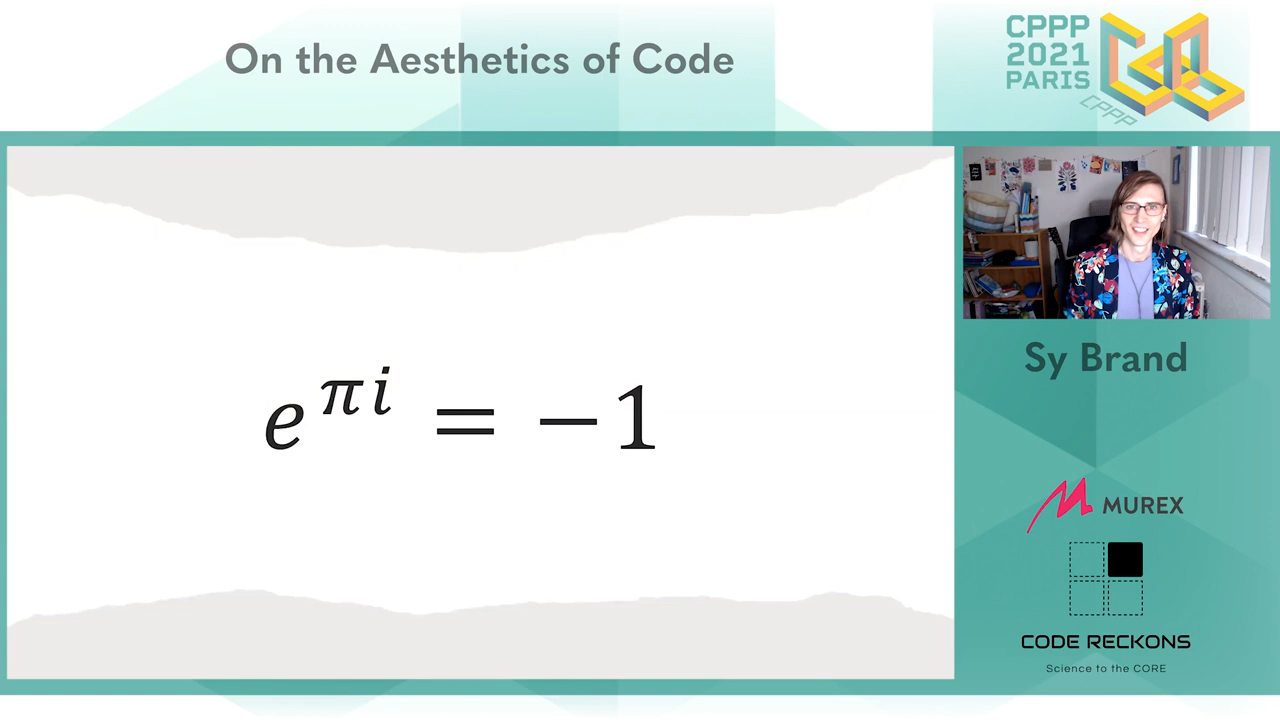 On the Aesthetics of Code
CPPP
2021
PARIS
CPPP
e^{πi} = −1
Sy Brand
MUREX
CODE RECKONS
Science to the CORE